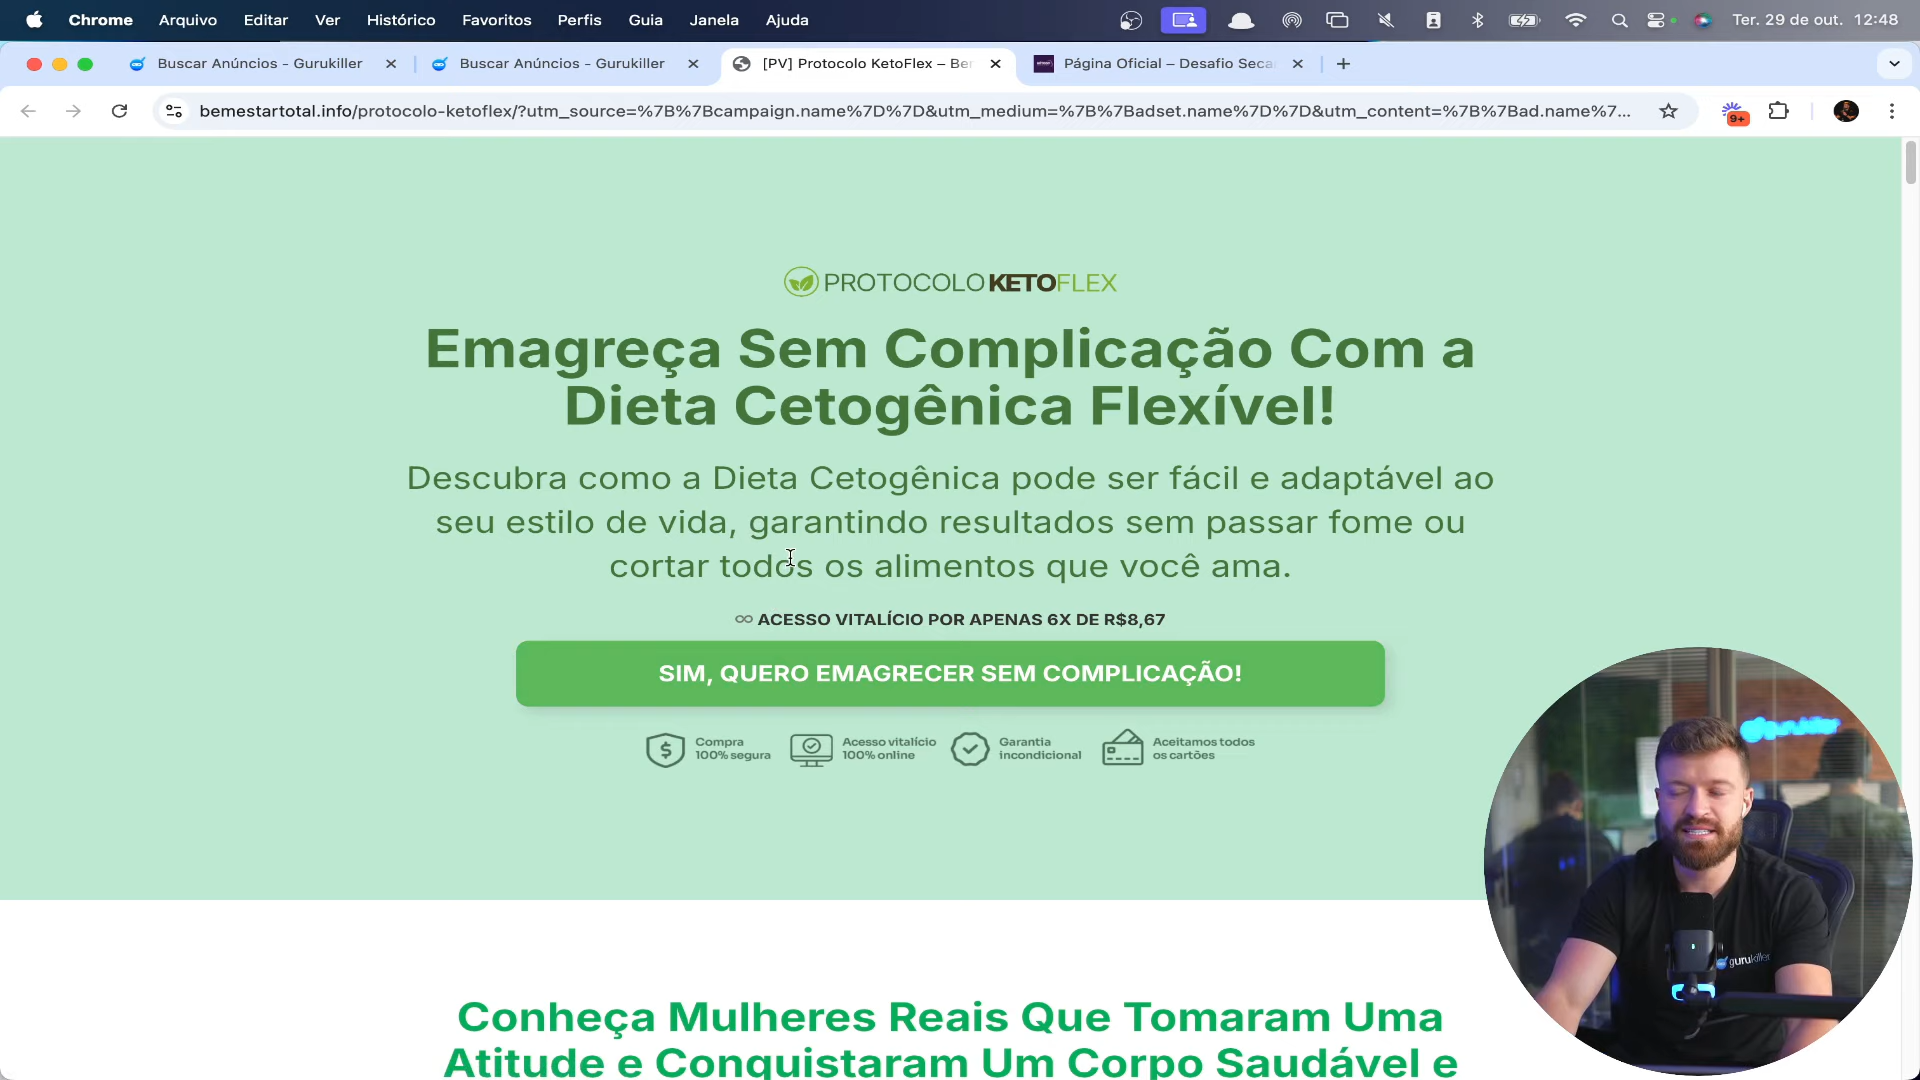 Chrome Arquivo Editar Ver Histórico Favoritos Perfis Guia Janela Ajuda Ter. 29 de out. 12:48
Buscar Anúncios - Gurukiller
Buscar Anúncios - Gurukiller
[PV] Protocolo KetoFlex – Ber
Página Oficial – Desafio Seca
bemestartotal.info/protocolo-ketoflex/?utm_source=%7B%7Bcampaign.name%7D%7D&utm_medium=%7B%7Badset.name%7D%7D&utm_content=%7B%7Bad.name%7...
9+
PROTOCOLO KETOFLEX
Emagreça Sem Complicação Com a
Dieta Cetogênica Flexível!
Descubra como a Dieta Cetogênica pode ser fácil e adaptável ao
seu estilo de vida, garantindo resultados sem passar fome ou
cortar todos os alimentos que você ama.
∞ ACESSO VITALÍCIO POR APENAS 6X DE R$8,67
SIM, QUERO EMAGRECER SEM COMPLICAÇÃO!
Compra
100% segura
Acesso vitalício
100% online
Garantia
incondicional
Aceitamos todos
os cartões
gurukiller
Conheça Mulheres Reais Que Tomaram Uma
Atitude e Conquistaram Um Corpo Saudável e